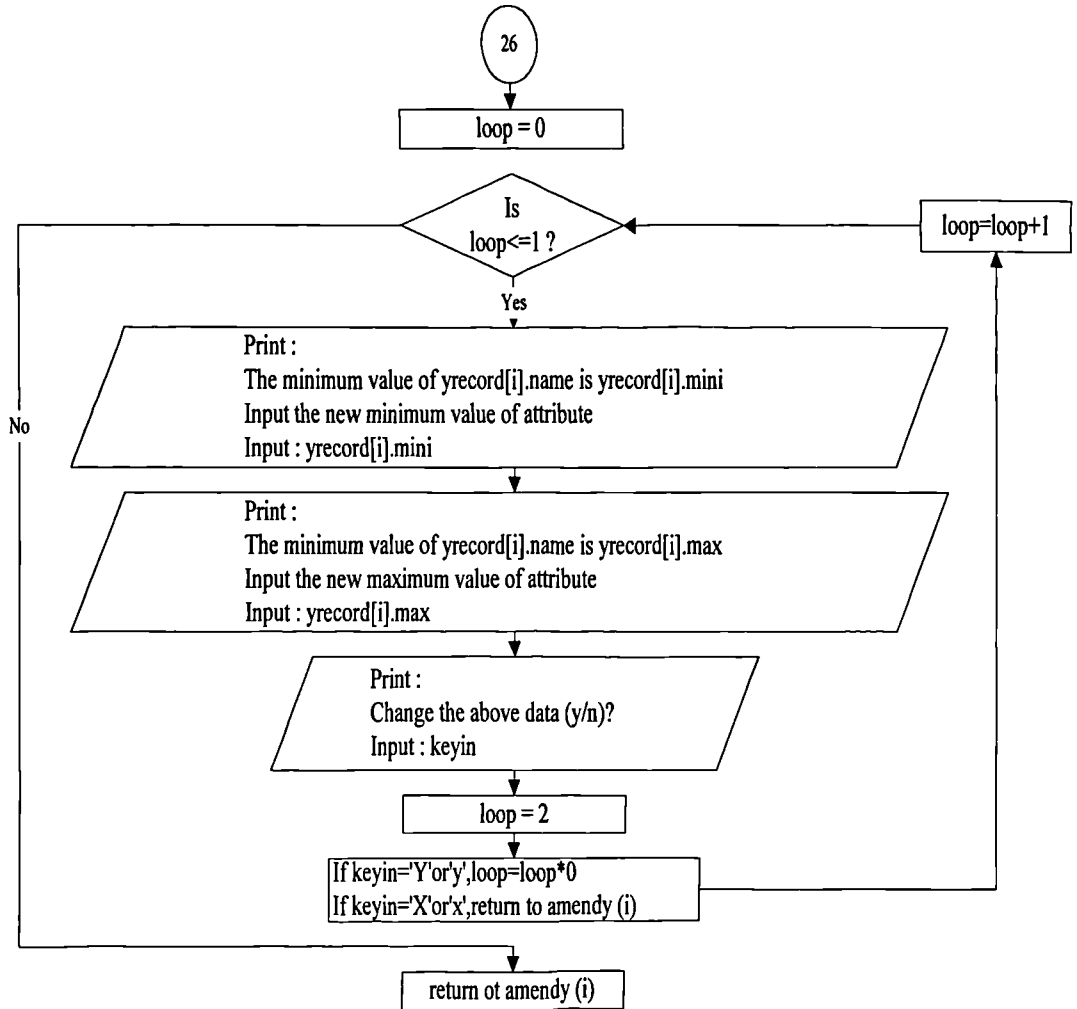 26
loop = 0
Is
loop<=1 ?
loop=loop+1
Yes
Print :
The minimum value of yrecord[i].name is yrecord[i].mini
Input the new minimum value of attribute
Input : yrecord[i].mini
No
Print :
The minimum value of yrecord[i].name is yrecord[i].max
Input the new maximum value of attribute
Input : yrecord[i].max
Print :
Change the above data (y/n)?
Input : keyin
loop = 2
If keyin='Y'or'y',loop=loop*0
If keyin='X'or'x',return to amendy (i)
return ot amendy (i)